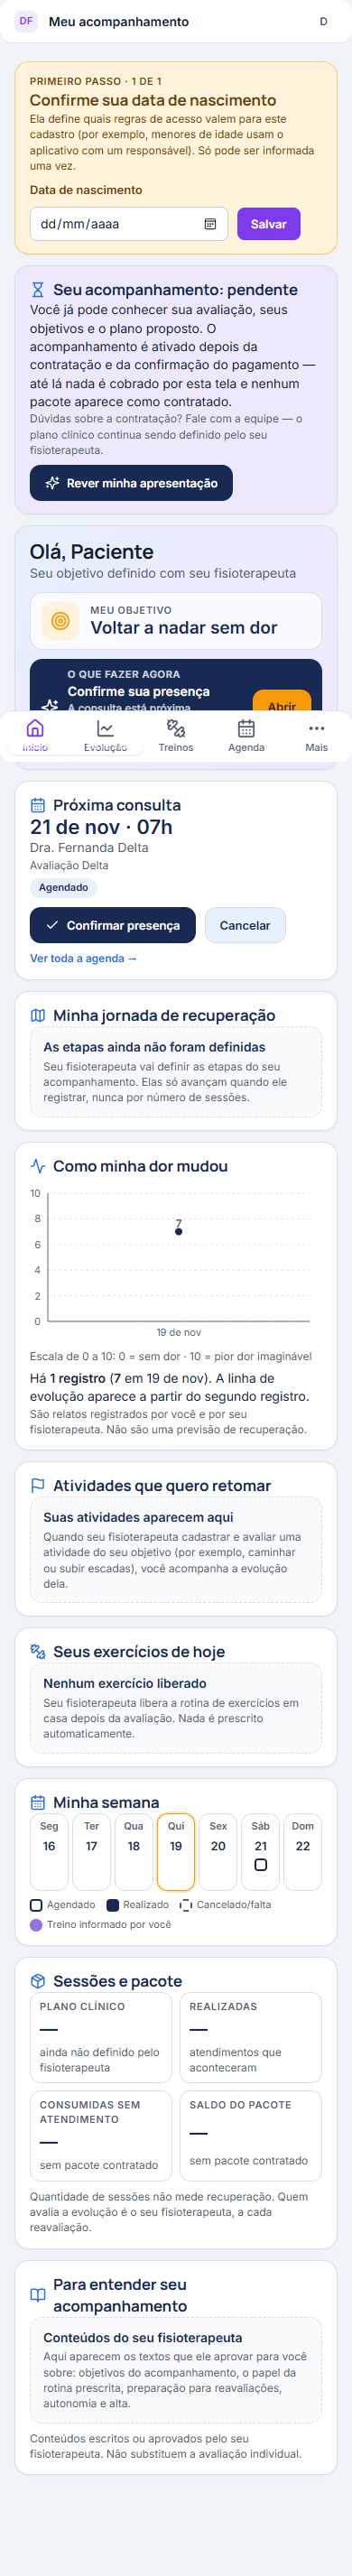 DF Meu acompanhamento D
PRIMEIRO PASSO · 1 DE 1
Confirme sua data de nascimento
Ela define quais regras de acesso valem para este
cadastro (por exemplo, menores de idade usam o
aplicativo com um responsável). Só pode ser informada
uma vez.
Data de nascimento
dd/mm/aaaa
Salvar
Seu acompanhamento: pendente
Você já pode conhecer sua avaliação, seus
objetivos e o plano proposto. O
acompanhamento é ativado depois da
contratação e da confirmação do pagamento —
até lá nada é cobrado por esta tela e nenhum
pacote aparece como contratado.
Dúvidas sobre a contratação? Fale com a equipe — o
plano clínico continua sendo definido pelo seu
fisioterapeuta.
Rever minha apresentação
Olá, Paciente
Seu objetivo definido com seu fisioterapeuta
MEU OBJETIVO
Voltar a nadar sem dor
O QUE FAZER AGORA
Confirme sua presença
A consulta está próxima
Abrir
Início
Evolução
Treinos
Agenda
Mais
Próxima consulta
21 de nov · 07h
Dra. Fernanda Delta
Avaliação Delta
Agendado
Confirmar presença
Cancelar
Ver toda a agenda →
Minha jornada de recuperação
As etapas ainda não foram definidas
Seu fisioterapeuta vai definir as etapas do seu
acompanhamento. Elas só avançam quando ele
registrar, nunca por número de sessões.
Como minha dor mudou
10
8
6
4
2
0
7
19 de nov
Escala de 0 a 10: 0 = sem dor · 10 = pior dor imaginável
Há 1 registro (7 em 19 de nov). A linha de
evolução aparece a partir do segundo registro.
São relatos registrados por você e por seu
fisioterapeuta. Não são uma previsão de recuperação.
Atividades que quero retomar
Suas atividades aparecem aqui
Quando seu fisioterapeuta cadastrar e avaliar uma
atividade do seu objetivo (por exemplo, caminhar
ou subir escadas), você acompanha a evolução
dela.
Seus exercícios de hoje
Nenhum exercício liberado
Seu fisioterapeuta libera a rotina de exercícios em
casa depois da avaliação. Nada é prescrito
automaticamente.
Minha semana
Seg Ter Qua Qui Sex Sáb Dom
16 17 18 19 20 21 22
Agendado Realizado Cancelado/falta
Treino informado por você
Sessões e pacote
PLANO CLÍNICO
—
ainda não definido pelo
fisioterapeuta
REALIZADAS
—
atendimentos que
aconteceram
CONSUMIDAS SEM
ATENDIMENTO
—
sem pacote contratado
SALDO DO PACOTE
—
sem pacote contratado
Quantidade de sessões não mede recuperação. Quem
avalia a evolução é o seu fisioterapeuta, a cada
reavaliação.
Para entender seu
acompanhamento
Conteúdos do seu fisioterapeuta
Aqui aparecem os textos que ele aprovar para você
sobre: objetivos do acompanhamento, o papel da
rotina prescrita, preparação para reavaliações,
autonomia e alta.
Conteúdos escritos ou aprovados pelo seu
fisioterapeuta. Não substituem a avaliação individual.